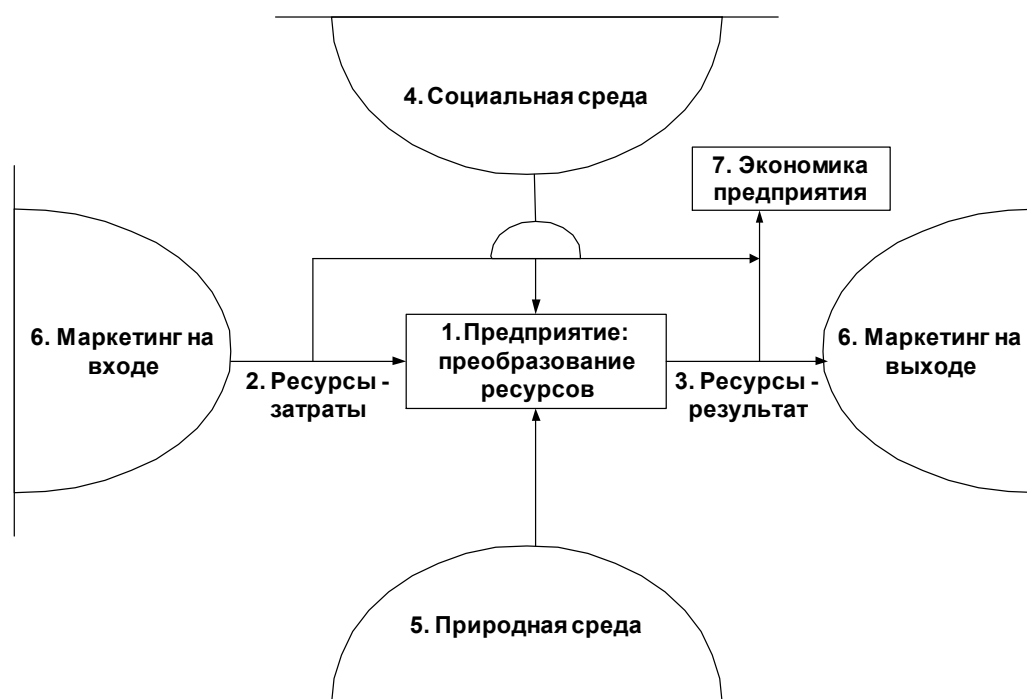 4. Социальная среда
7. Экономика
предприятия
6. Маркетинг на
входе
2. Ресурсы -
затраты
1.Предприятие:
преобразование
ресурсов
3. Ресурсы -
результат
6. Маркетинг на
выходе
5. Природная среда